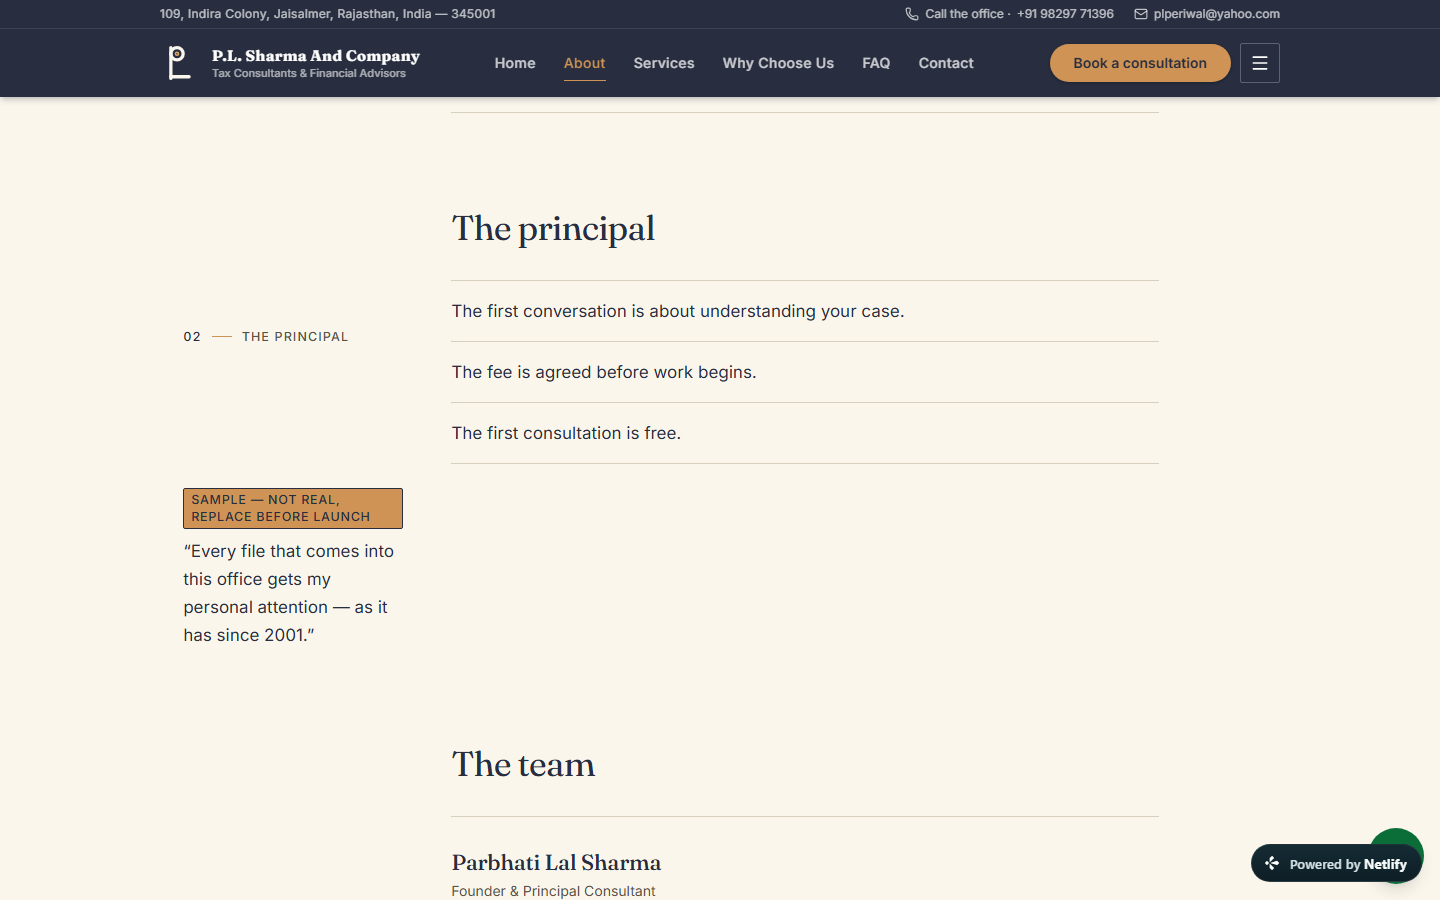 109, Indira Colony, Jaisalmer, Rajasthan, India — 345001
Call the office · +91 98297 71396
plperiwal@yahoo.com
P.L. Sharma And Company
Tax Consultants & Financial Advisors
Home
About
Services
Why Choose Us
FAQ
Contact
Book a consultation
The principal
02 — THE PRINCIPAL
The first conversation is about understanding your case.
The fee is agreed before work begins.
The first consultation is free.
SAMPLE — NOT REAL,
REPLACE BEFORE LAUNCH
“Every file that comes into
this office gets my
personal attention — as it
has since 2001.”
The team
Parbhati Lal Sharma
Founder & Principal Consultant
Powered by Netlify